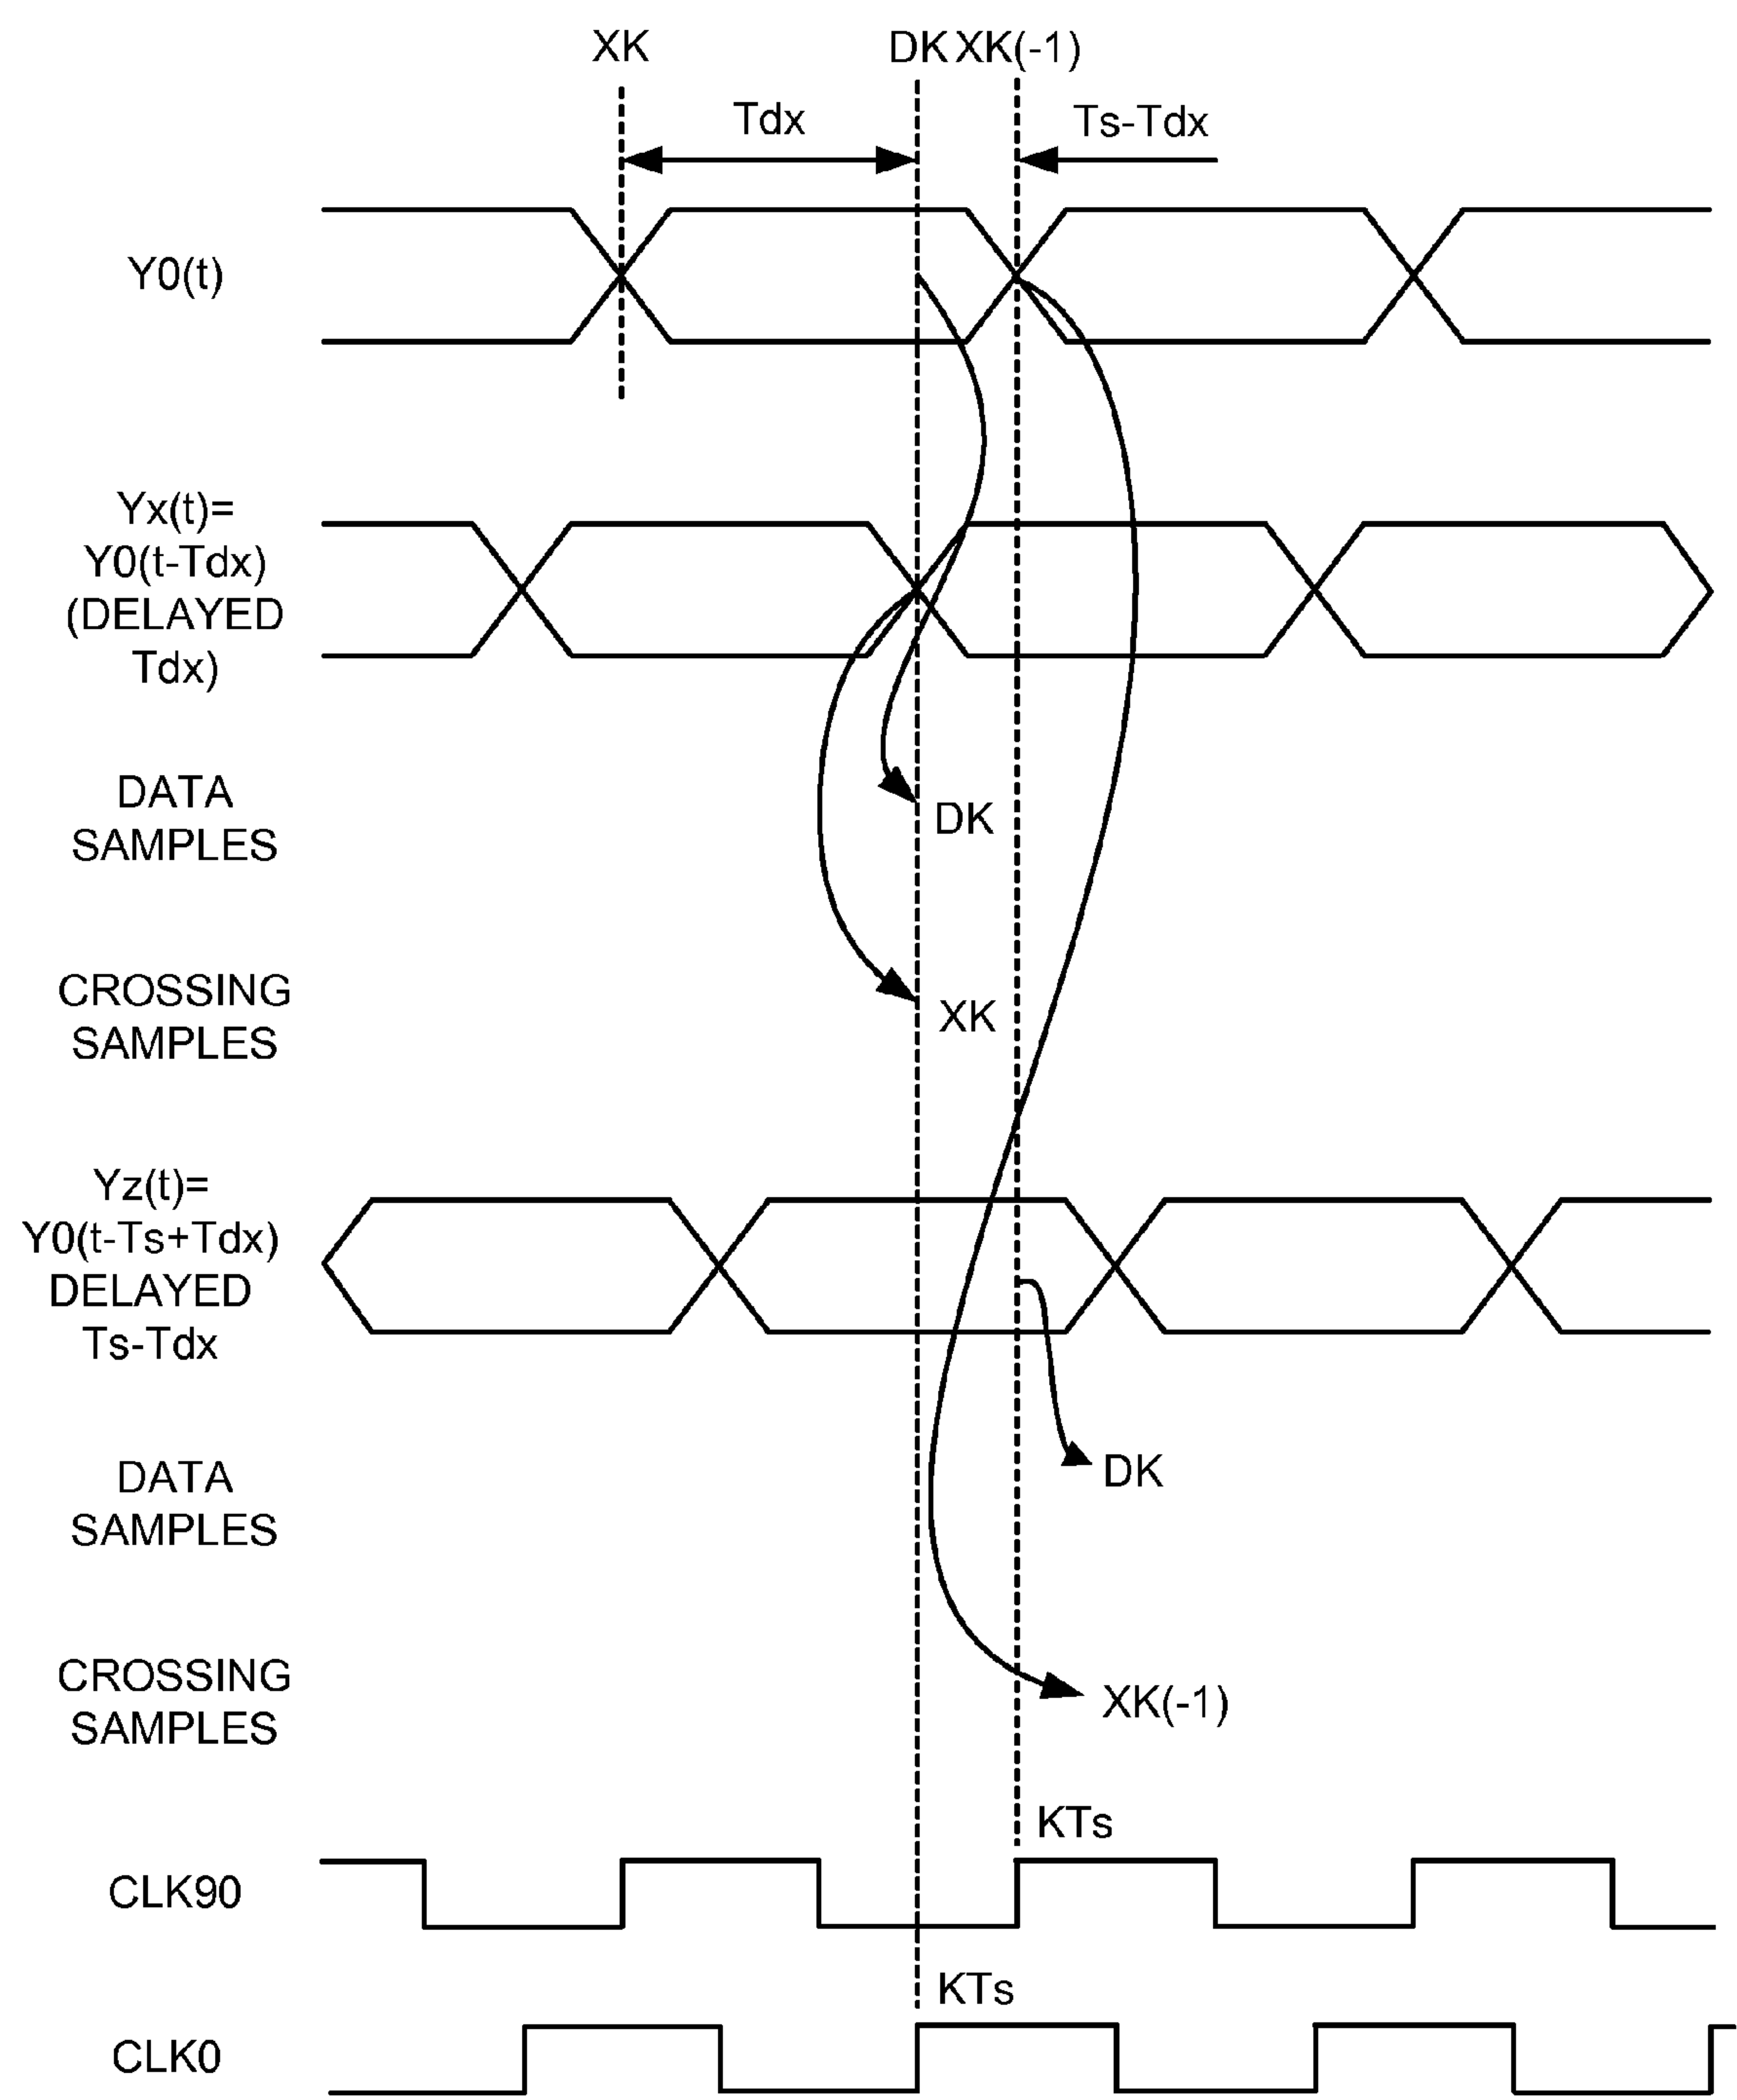 XK
DK XK(-1)
Tdx
Ts-Tdx
Y0(t)
Yx(t)=
Y0(t-Tdx)
(DELAYED
Tdx)
DATA
SAMPLES
DK
CROSSING
SAMPLES
XK
Yz(t)=
Y0(t-Ts+Tdx)
DELAYED
Ts-Tdx
DATA
SAMPLES
DK
CROSSING
SAMPLES
XK(-1)
KTs
CLK90
KTs
CLK0